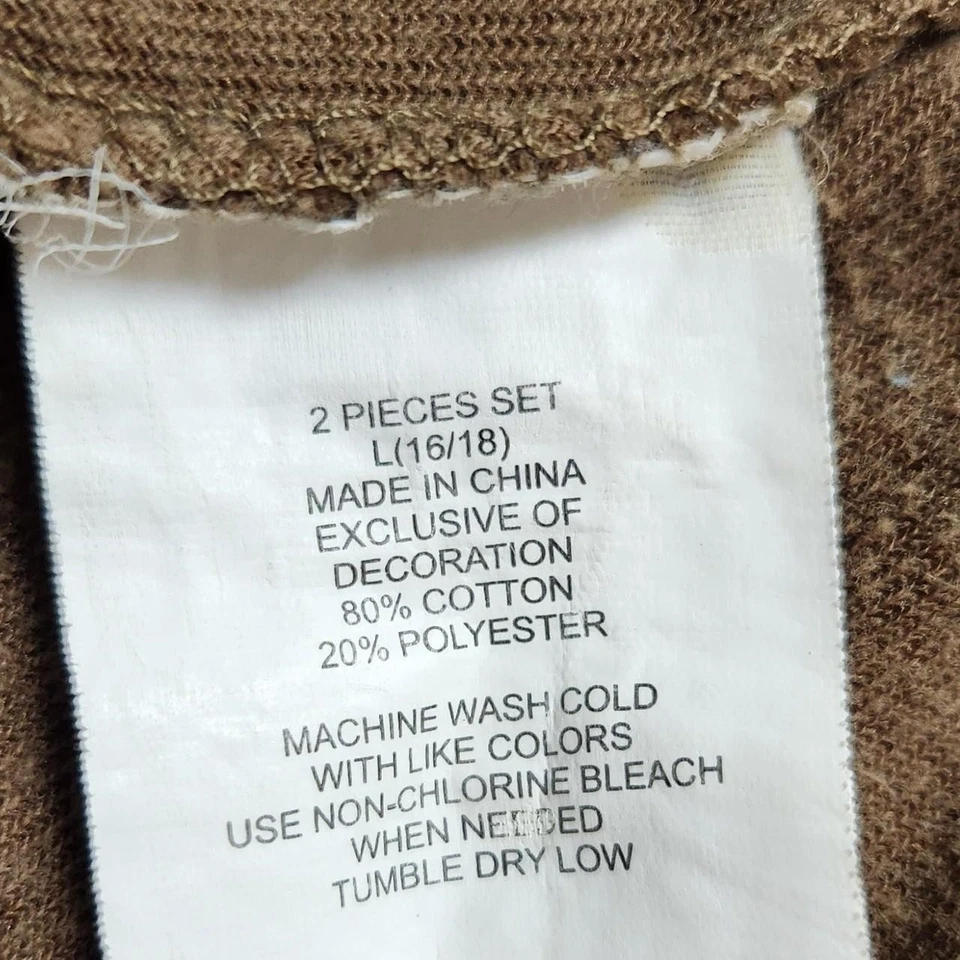 2 PIECES SET
L(16/18)
MADE IN CHINA
EXCLUSIVE OF
DECORATION
80% COTTON
20% POLYESTER
MACHINE WASH COLD
WITH LIKE COLORS
USE NON-CHLORINE BLEACH
WHEN NEEDED
TUMBLE DRY LOW